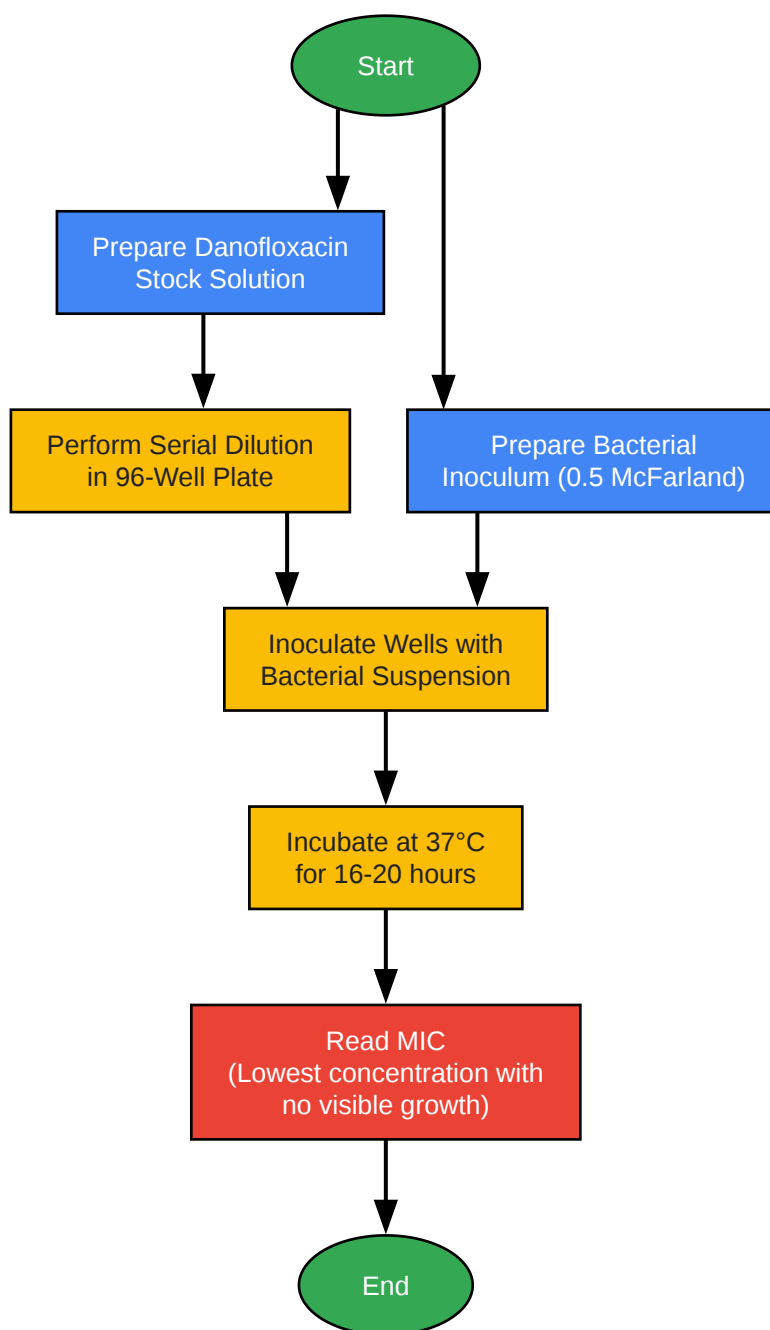 Start
Prepare Danofloxacin
Stock Solution
Perform Serial Dilution
in 96-Well Plate
Prepare Bacterial
Inoculum (0.5 McFarland)
Inoculate Wells with
Bacterial Suspension
Incubate at 37°C
for 16-20 hours
Read MIC
(Lowest concentration with
no visible growth)
End